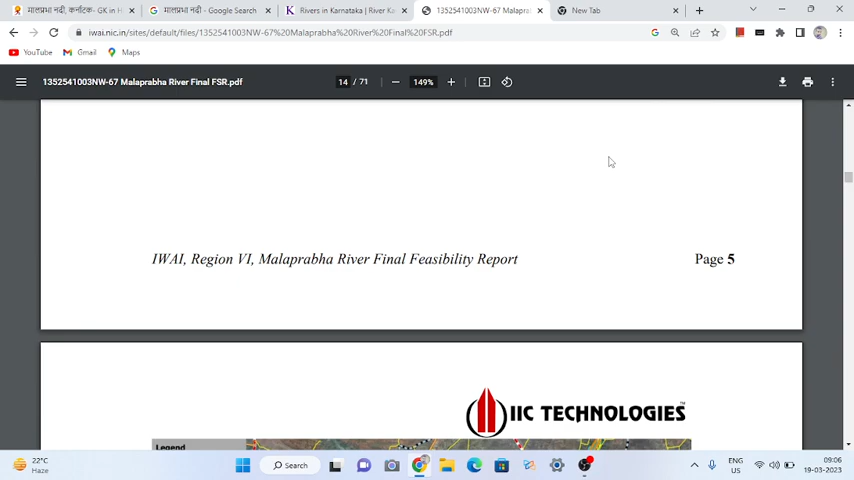 मालप्रभा नदी, कर्नाटक- GK in H
मालप्रभा नदी - Google Search
Rivers in Karnataka | River Ka
1352541003NW-67 Malaprab
New Tab
iwai.nic.in/sites/default/files/1352541003NW-67%20Malaprabha%20River%20Final%20FSR.pdf
YouTube
Gmail
Maps
1352541003NW-67 Malaprabha River Final FSR.pdf
14 / 71
149%
IWAI, Region VI, Malaprabha River Final Feasibility Report
Page 5
IIC TECHNOLOGIES
Legend
22°C
Haze
Search
ENG
US
09:06
19-03-2023